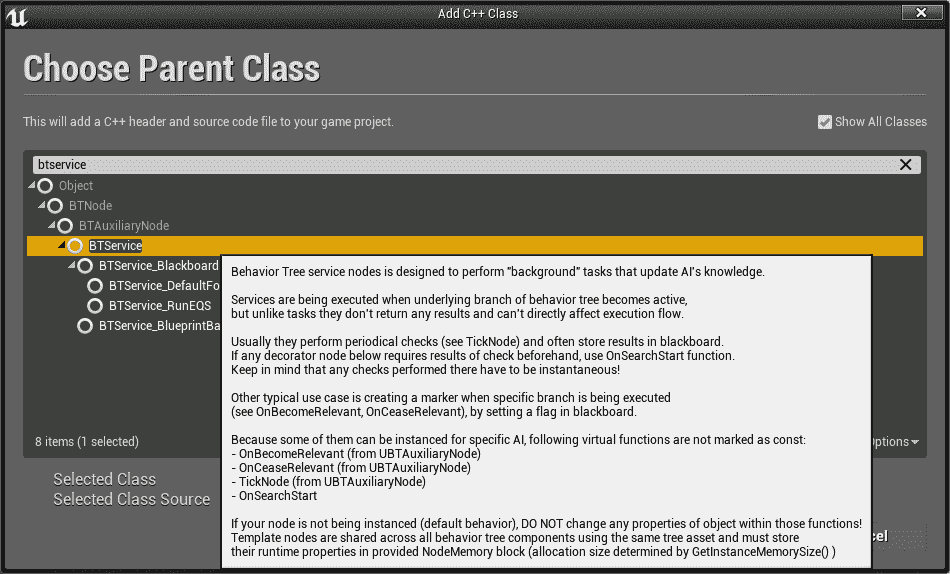 Add C++ Class
Choose Parent Class
This will add a C++ header and source code file to your game project.
Show All Classes
btservice
Object
BTNode
BTAuxiliaryNode
BTService
BTService_Blackboard
BTService_DefaultFo
BTService_RunEQS
BTService_BlueprintBa
Behavior Tree service nodes is designed to perform "background" tasks that update AI's knowledge.
Services are being executed when underlying branch of behavior tree becomes active,
but unlike tasks they don't return any results and can't directly affect execution flow.
Usually they perform periodical checks (see TickNode) and often store results in blackboard.
If any decorator node below requires results of check beforehand, use OnSearchStart function.
Keep in mind that any checks performed there have to be instantaneous!
Other typical use case is creating a marker when specific branch is being executed
(see OnBecomeRelevant, OnCeaseRelevant), by setting a flag in blackboard.
Because some of them can be instanced for specific AI, following virtual functions are not marked as const:
- OnBecomeRelevant (from UBTAuxiliaryNode)
- OnCeaseRelevant (from UBTAuxiliaryNode)
- TickNode (from UBTAuxiliaryNode)
- OnSearchStart
If your node is not being instanced (default behavior), DO NOT change any properties of object within those functions!
Template nodes are shared across all behavior tree components using the same tree asset and must store
their runtime properties in provided NodeMemory block (allocation size determined by GetInstanceMemorySize() )
8 items (1 selected)
ptions
Selected Class
Selected Class Source
cel